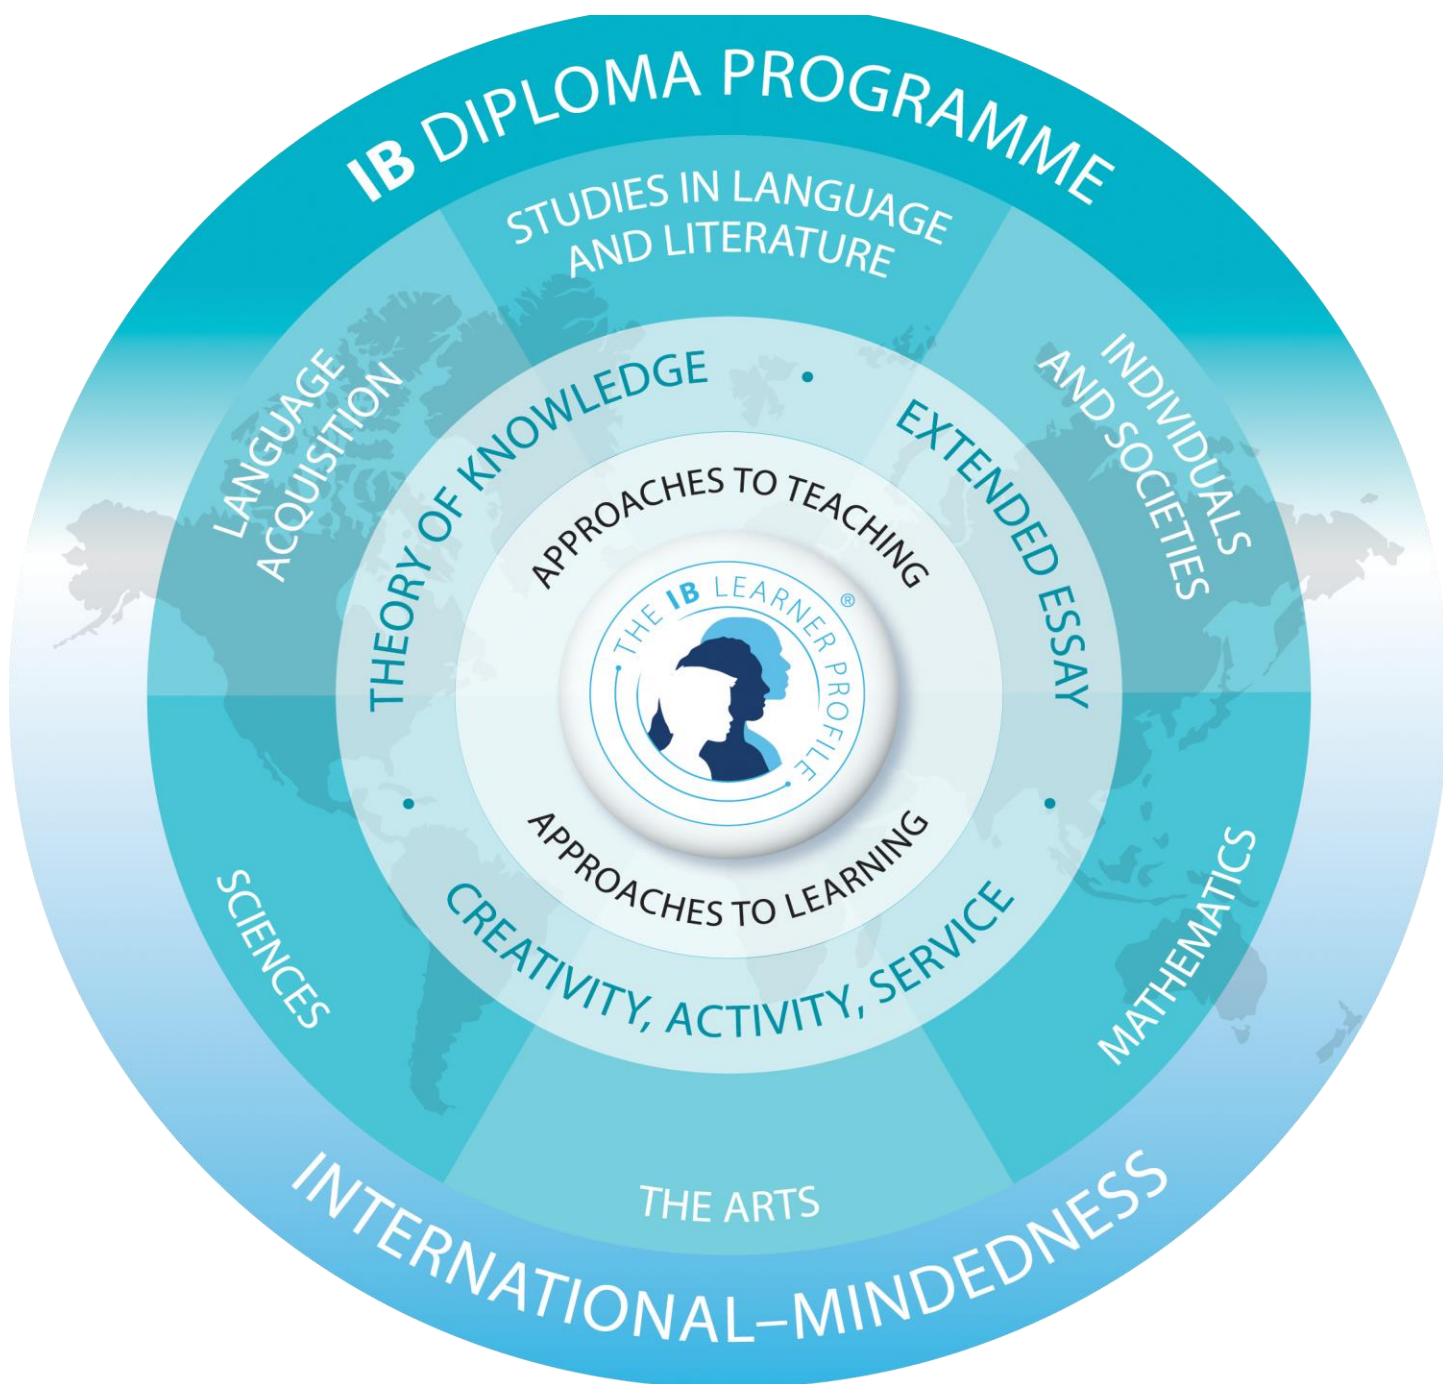 IB DIPLOMA PROGRAMME
STUDIES IN LANGUAGE
AND LITERATURE
LANGUAGE
ACQUISITION
INDIVIDUALS
AND SOCIETIES
THEORY OF KNOWLEDGE
•
EXTENDED ESSAY
APPROACHES TO TEACHING
• THE IB LEARNER PROFILE • ®
APPROACHES TO LEARNING
•
CREATIVITY, ACTIVITY, SERVICE
•
SCIENCES
MATHEMATICS
THE ARTS
INTERNATIONAL–MINDEDNESS